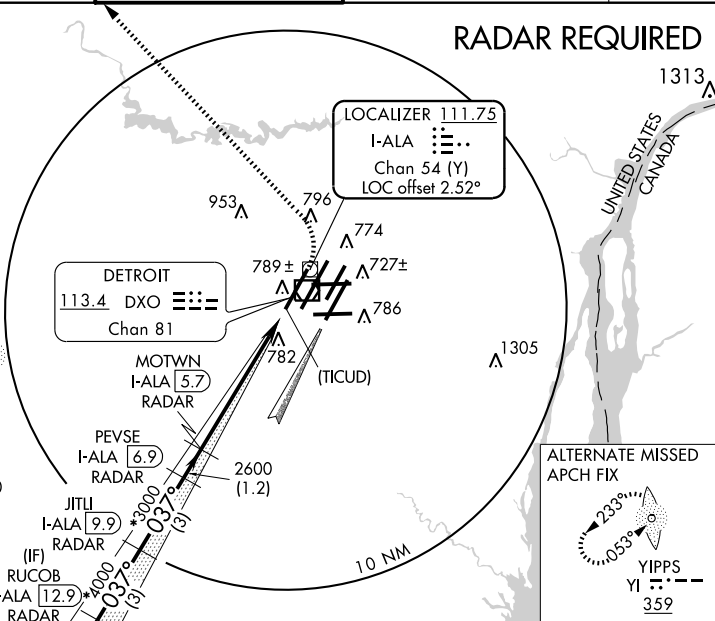 RADAR REQUIRED
1313
LOCALIZER 111.75
I-ALA
Chan 54 (Y)
LOC offset 2.52°
UNITED STATES
CANADA
953
796
774
789 ±
727±
786
DETROIT
113.4 DXO
Chan 81
782
(TICUD)
1305
MOTWN
I-ALA 5.7
RADAR
PEVSE
I-ALA 6.9
RADAR
2600
(1.2)
JITLI
I-ALA 9.9
RADAR
*3000
037°
(3)
(IF)
RUCOB
-ALA 12.9
RADAR
*4000
037°
(3)
10 NM
ALTERNATE MISSED
APCH FIX
233°
053°
YIPPS
YI
359